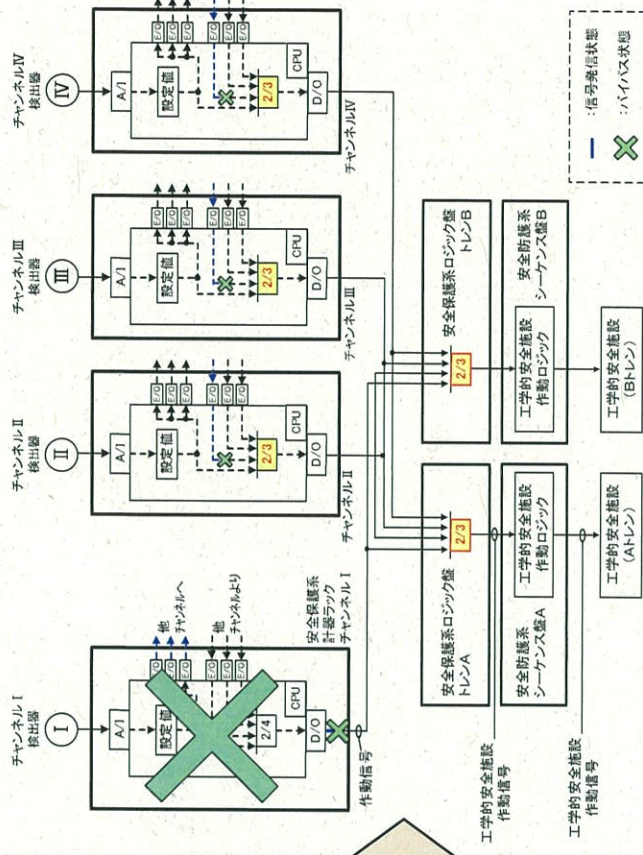 チャンネルⅠ
検出器
Ⅰ
A/I
設定値
E/O
E/O
E/O
他
チャンネルへ
E/O
E/O
E/O
他
チャンネルより
2/4
CPU
D/O
安全保護系
計器ラック
チャンネルⅠ
作動信号
チャンネルⅡ
検出器
Ⅱ
A/I
設定値
E/O
E/O
E/O
E/O
E/O
E/O
2/3
CPU
D/O
チャンネルⅡ
チャンネルⅢ
検出器
Ⅲ
A/I
設定値
E/O
E/O
E/O
E/O
E/O
E/O
2/3
CPU
D/O
チャンネルⅢ
チャンネルⅣ
検出器
Ⅳ
A/I
設定値
E/O
E/O
E/O
E/O
E/O
E/O
2/3
CPU
D/O
チャンネルⅣ
安全保護系ロジック盤
トレンA
2/3
安全保護系ロジック盤
トレンB
2/3
工学的安全施設
作動信号
安全防護系
シーケンス盤A
工学的安全施設
作動ロジック
安全防護系
シーケンス盤B
工学的安全施設
作動ロジック
工学的安全施設
作動信号
工学的安全施設
(Aトレン)
工学的安全施設
(Bトレン)
:信号発信状態
:バイパス状態